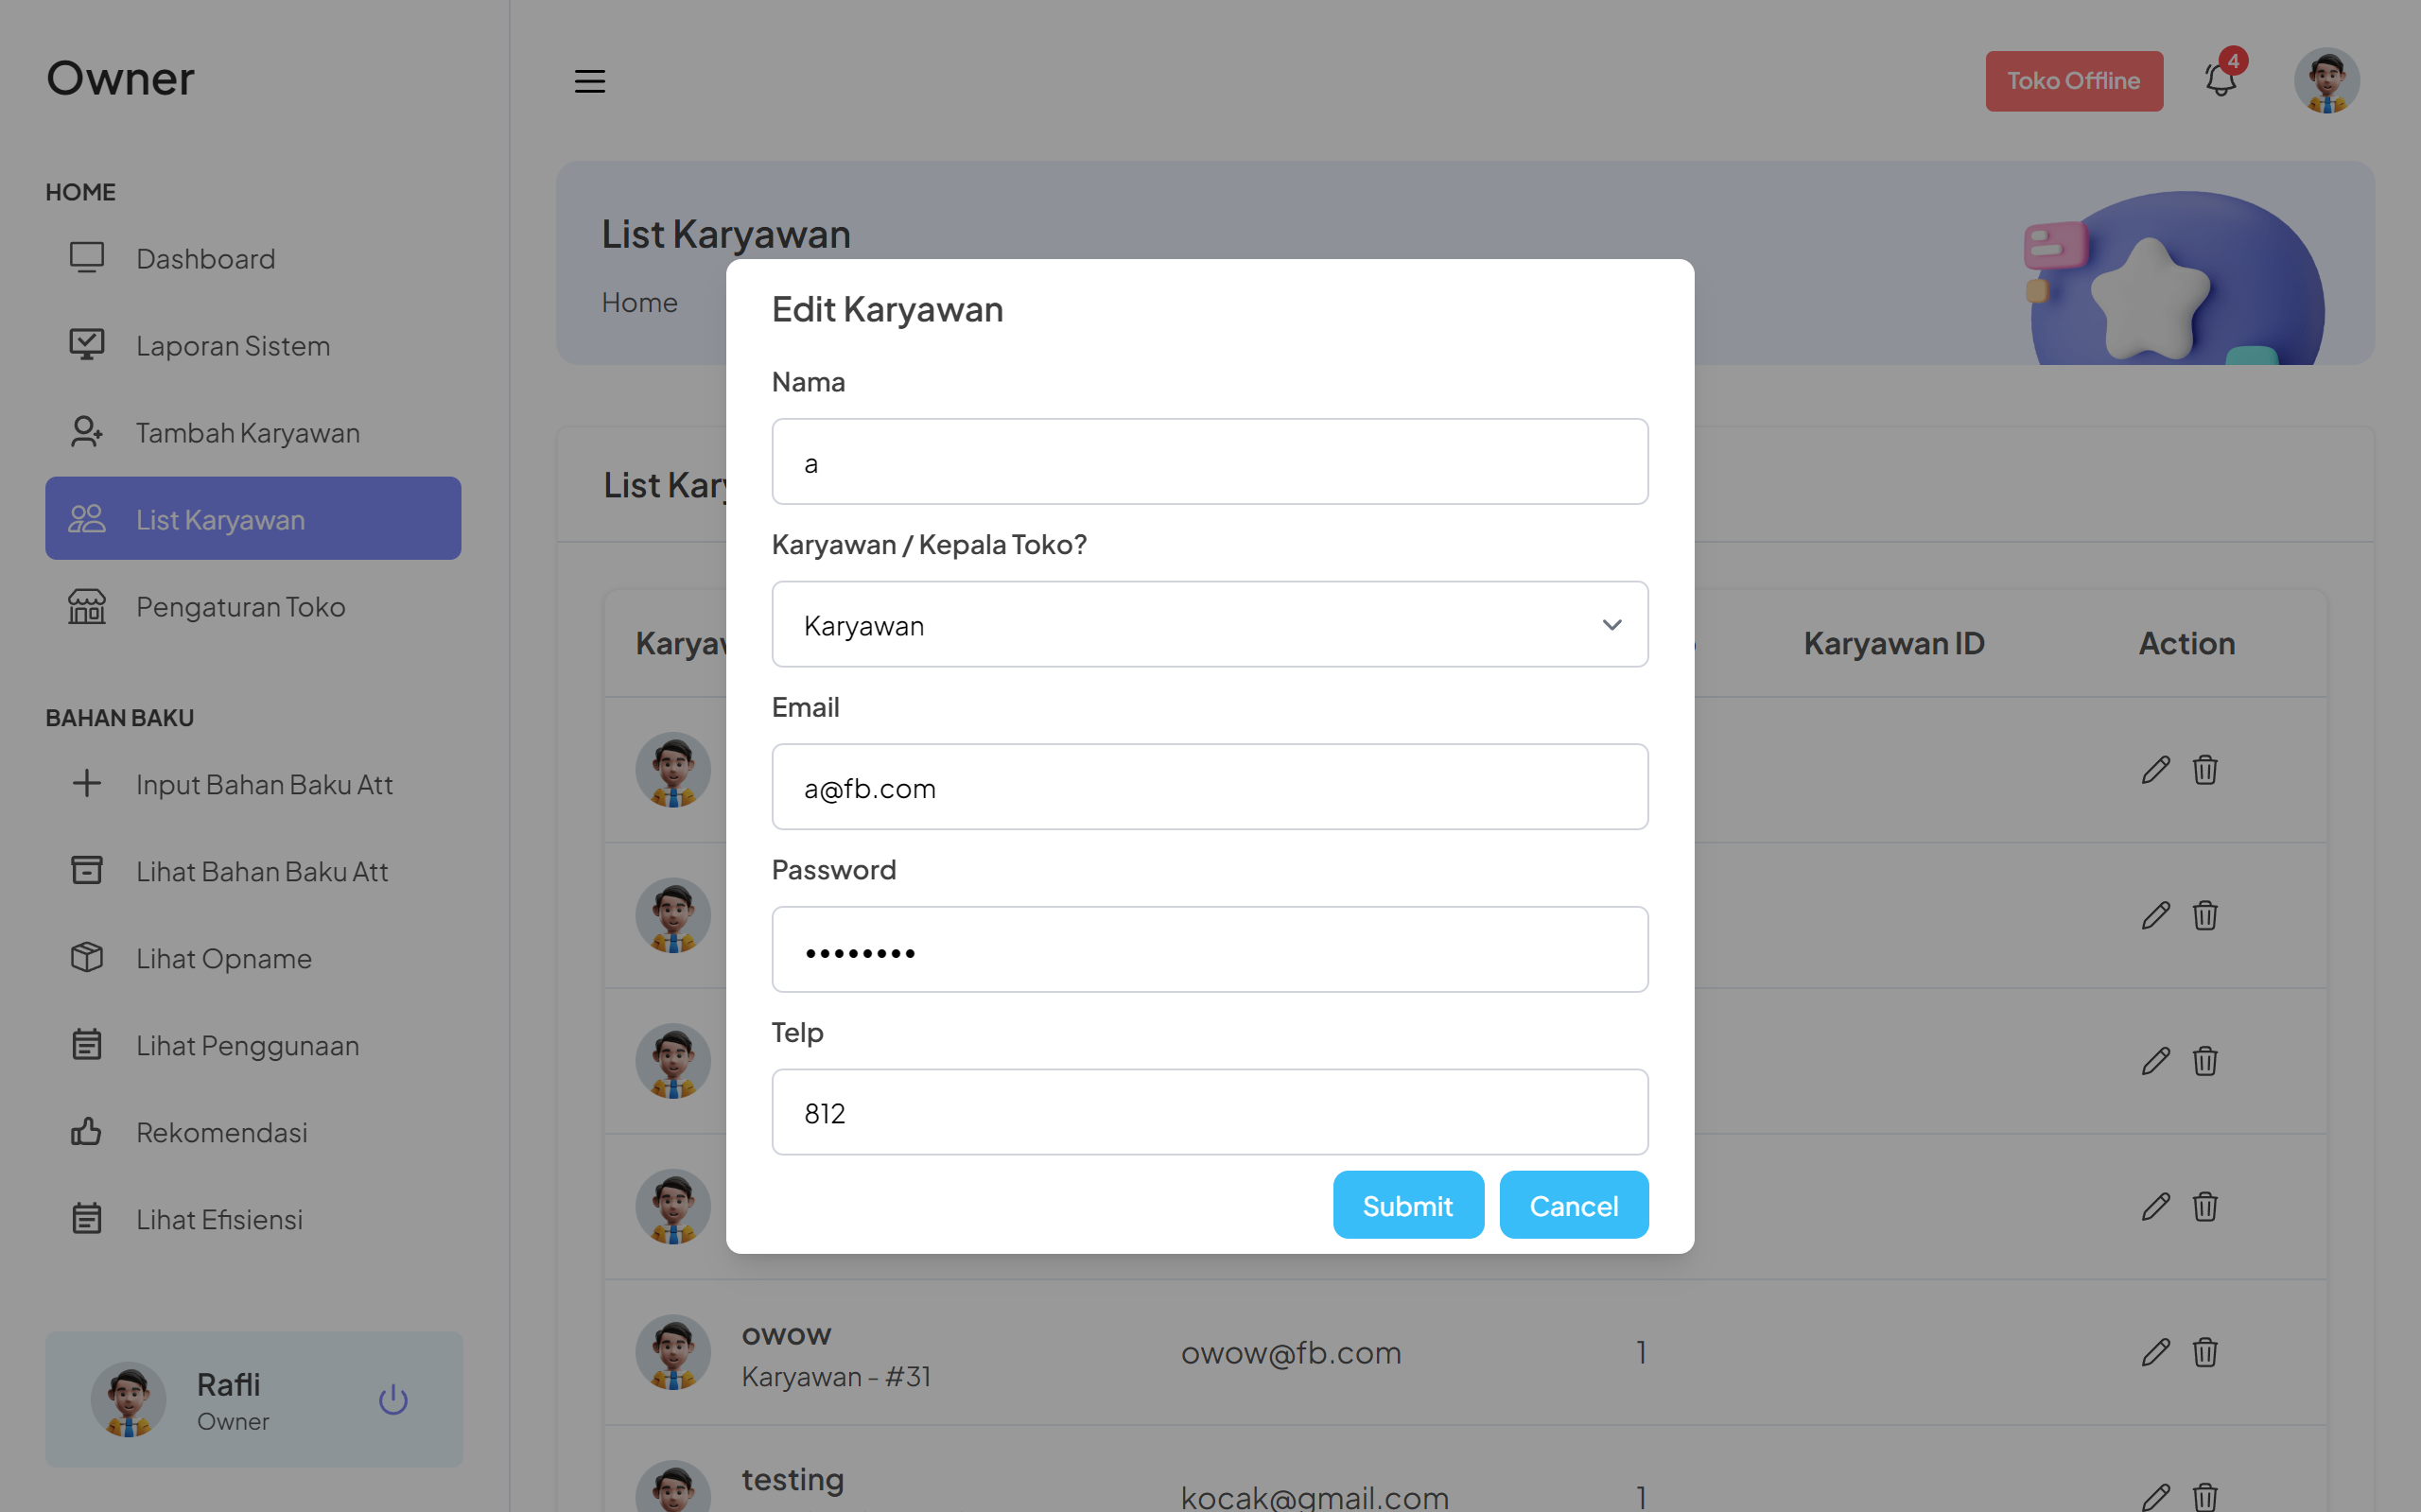 Owner
Toko Offline
4
HOME
Dashboard
Laporan Sistem
Tambah Karyawan
List Karyawan
Pengaturan Toko
BAHAN BAKU
Input Bahan Baku Att
Lihat Bahan Baku Att
Lihat Opname
Lihat Penggunaan
Rekomendasi
Lihat Efisiensi
Rafli
Owner
List Karyawan
Home
Edit Karyawan
Nama
a
Karyawan / Kepala Toko?
Karyawan
Email
a@fb.com
Password
••••••••
Telp
812
Submit Cancel
Karyawan ID Action
owow
Karyawan - #31
owow@fb.com 1
testing
kocak@gmail.com 1